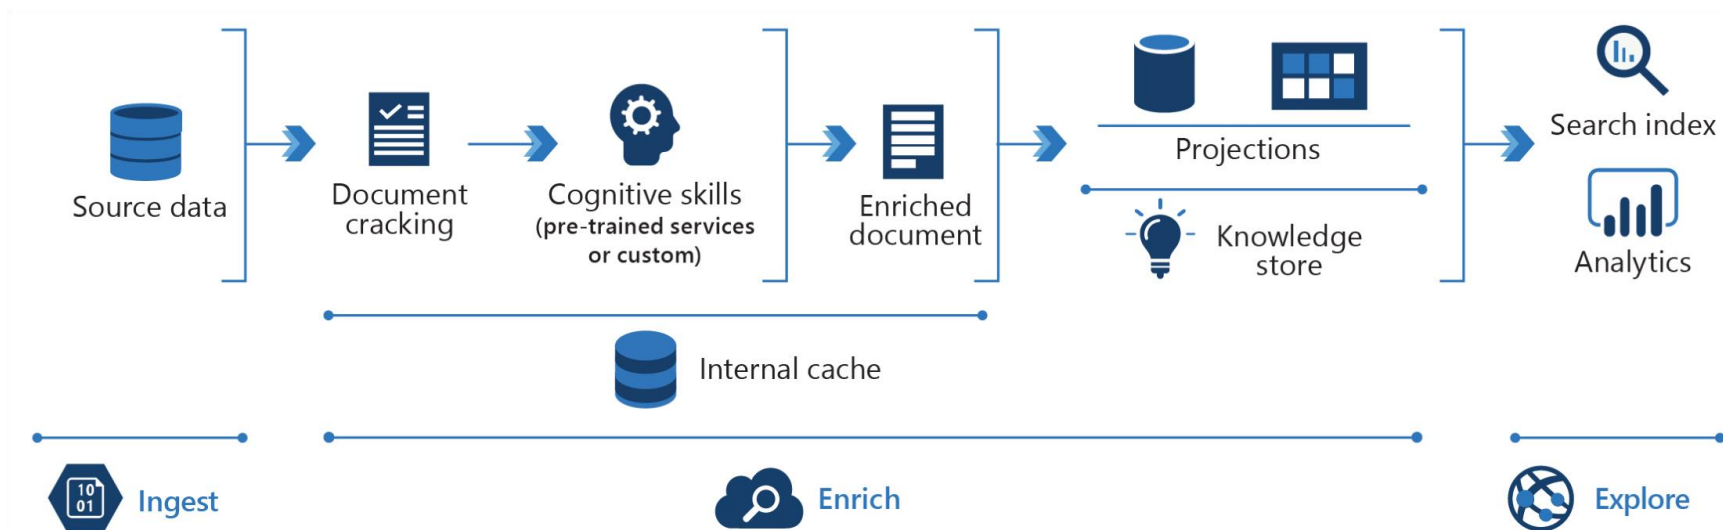 Source data
Document
cracking
Cognitive skills
(pre-trained services
or custom)
Enriched
document
Projections
Knowledge
store
Search index
Analytics
Internal cache
10
01
Ingest
Enrich
Explore